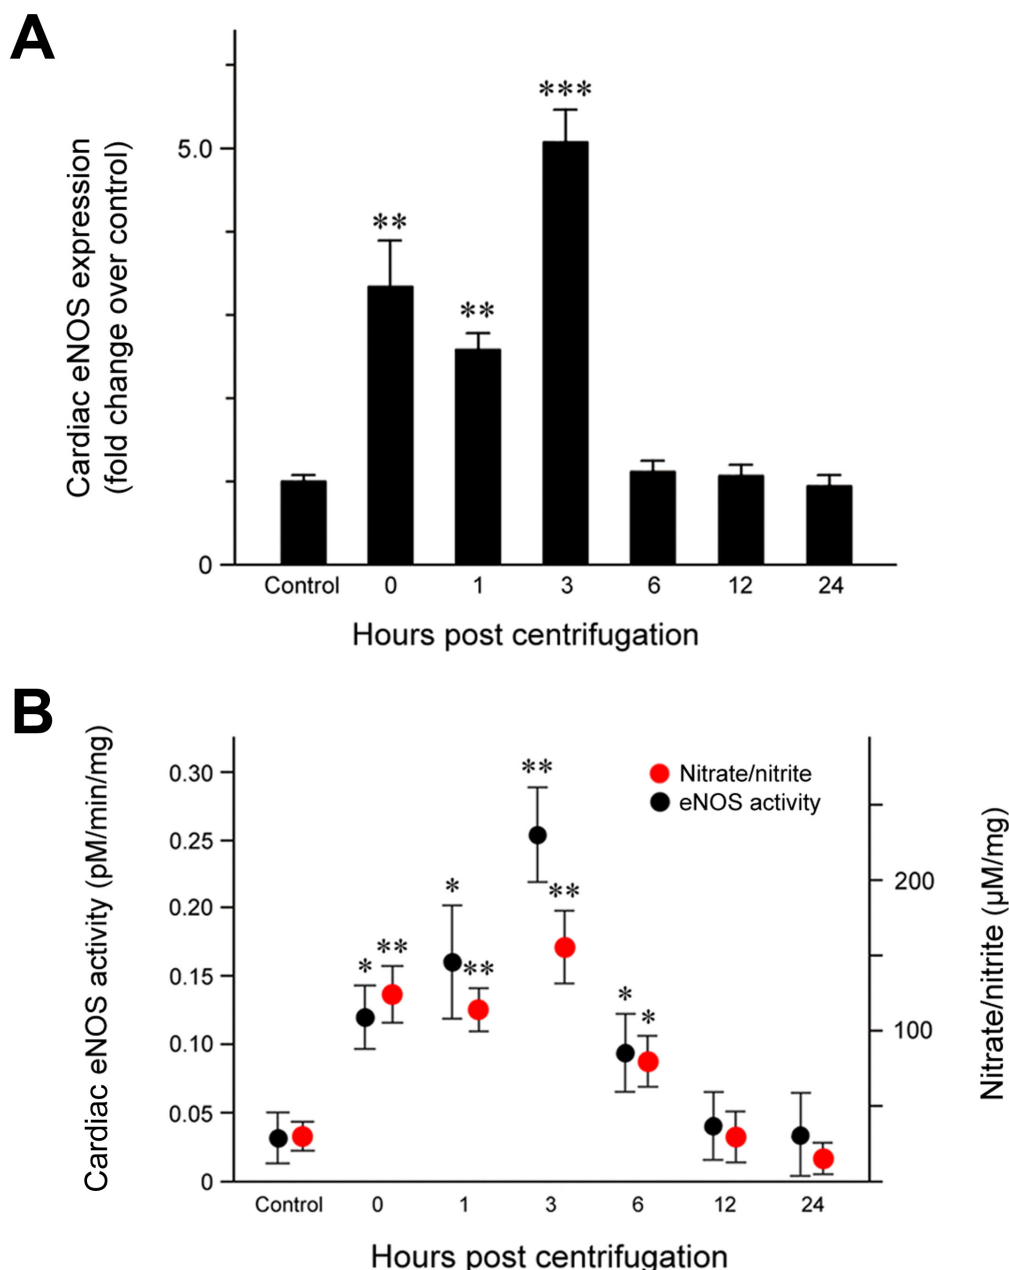 A
Cardiac eNOS expression
(fold change over control)
***
5.0
**
**
0
Control 0 1 3 6 12 24
Hours post centrifugation
B
Cardiac eNOS activity (pM/min/mg)
Nitrate/nitrite (µM/mg)
**
0.30
Nitrate/nitrite
eNOS activity
0.25
*
**
200
0.20
**
* **
0.15
*
*
0.10
100
0.05
0
Control 0 1 3 6 12 24
Hours post centrifugation